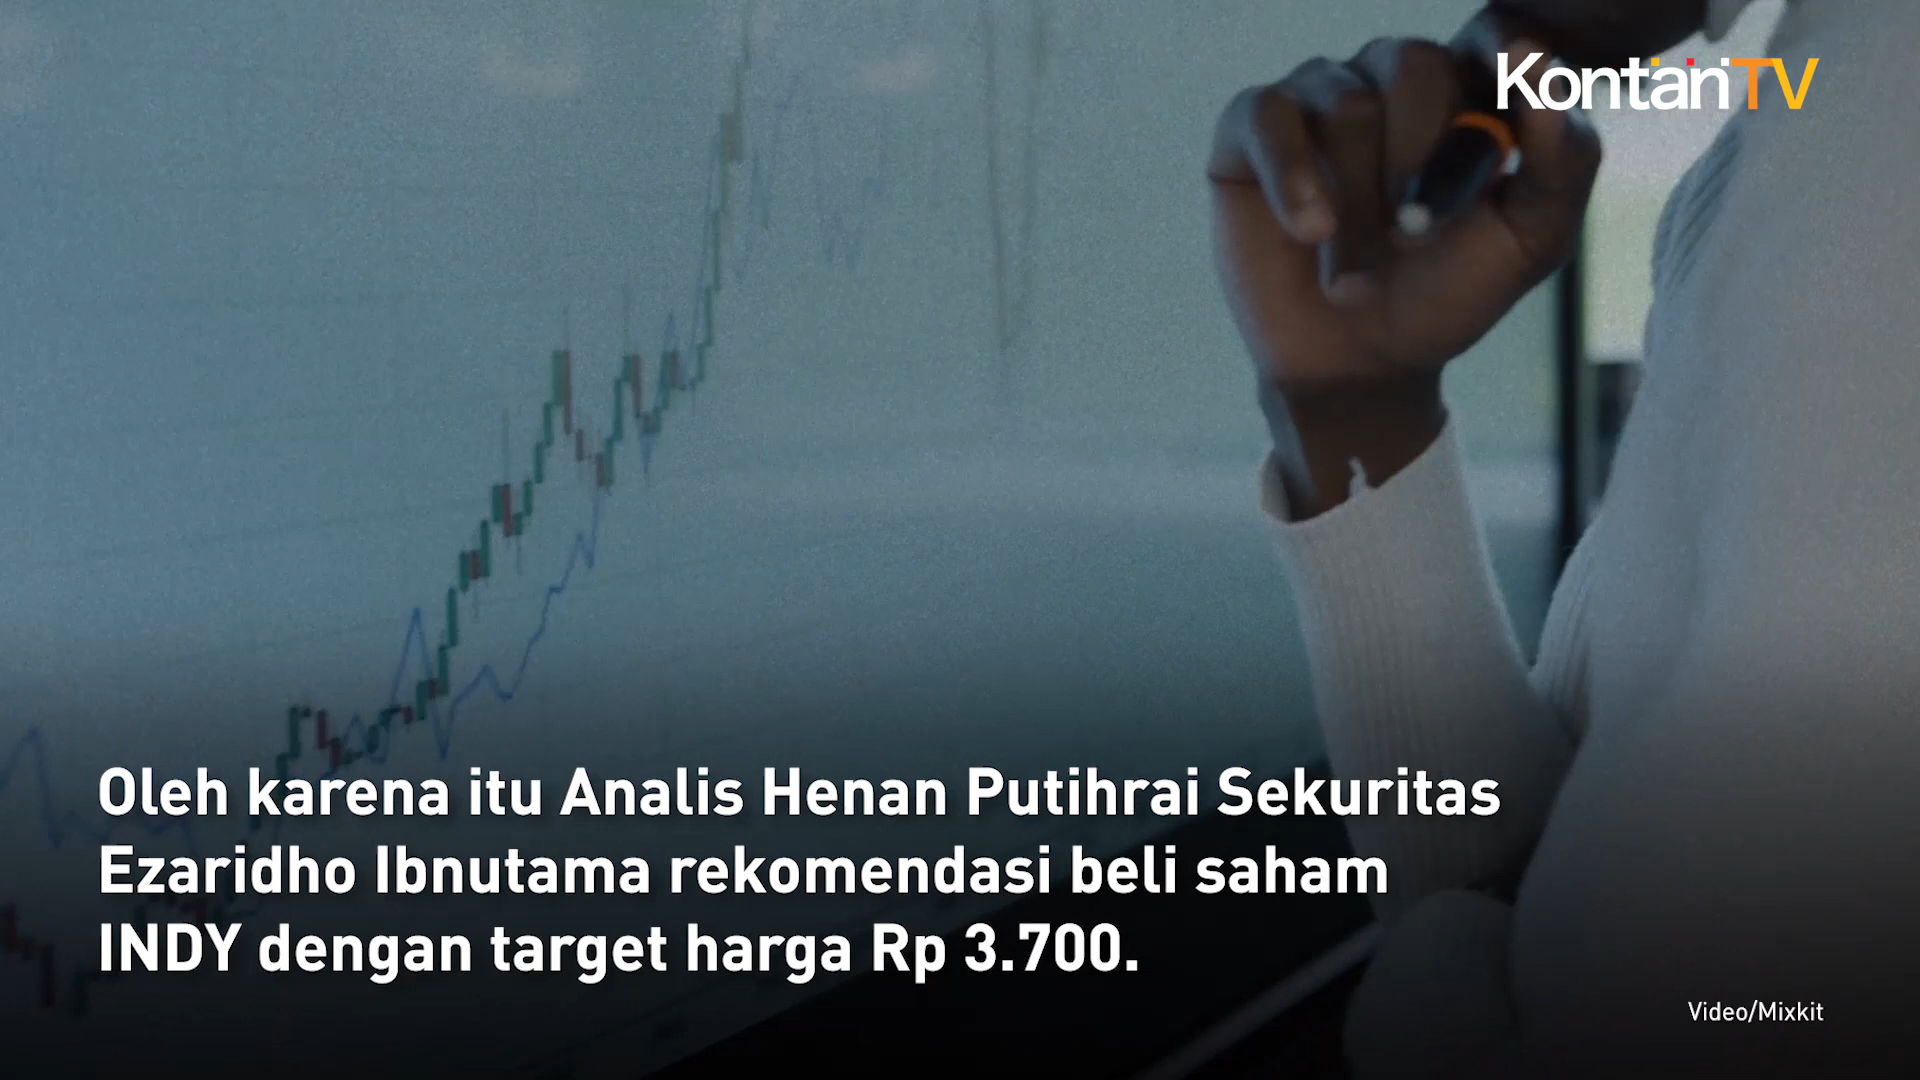 KontanTV
Oleh karena itu Analis Henan Putihrai Sekuritas
Ezaridho Ibnutama rekomendasi beli saham
INDY dengan target harga Rp 3.700.
Video/Mixkit